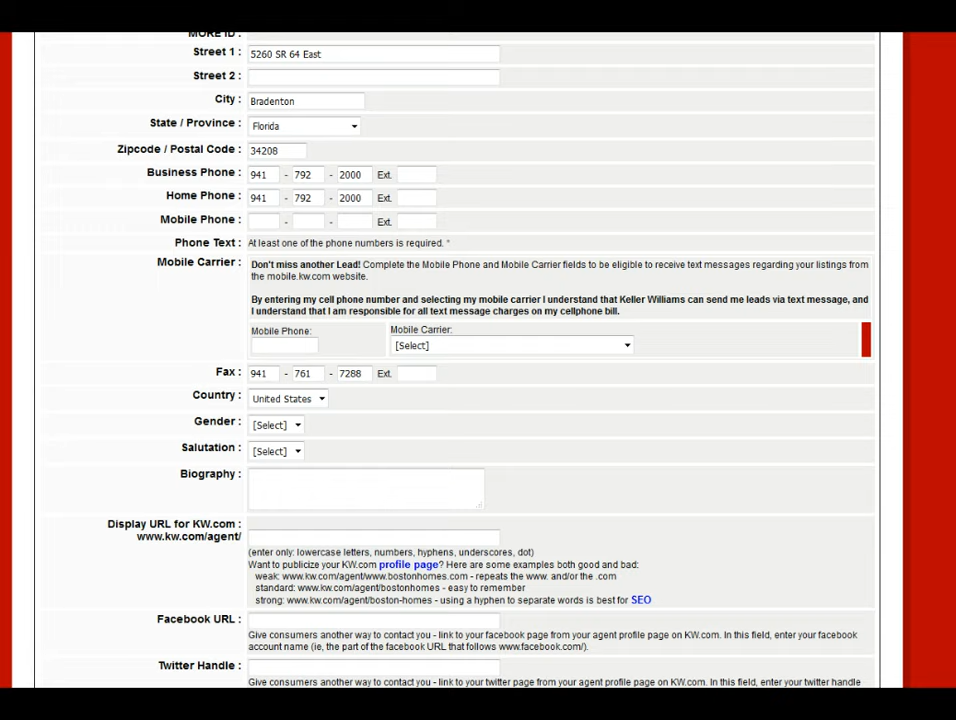 MORE ID :
Street 1 : 5260 SR 64 East
Street 2 :
City : Bradenton
State / Province : Florida
Zipcode / Postal Code : 34208
Business Phone : 941 - 792 - 2000 Ext.
Home Phone : 941 - 792 - 2000 Ext.
Mobile Phone : - - Ext.
Phone Text : At least one of the phone numbers is required. *
Mobile Carrier : Don't miss another Lead! Complete the Mobile Phone and Mobile Carrier fields to be eligible to receive text messages regarding your listings from
the mobile.kw.com website.
By entering my cell phone number and selecting my mobile carrier I understand that Keller Williams can send me leads via text message, and
I understand that I am responsible for all text message charges on my cellphone bill.
Mobile Phone: Mobile Carrier:
[Select]
Fax : 941 - 761 - 7288 Ext.
Country : United States
Gender : [Select]
Salutation : [Select]
Biography :
Display URL for KW.com :
www.kw.com/agent/
(enter only: lowercase letters, numbers, hyphens, underscores, dot)
Want to publicize your KW.com profile page? Here are some examples both good and bad:
weak: www.kw.com/agent/www.bostonhomes.com - repeats the www. and/or the .com
standard: www.kw.com/agent/bostonhomes - easy to remember
strong: www.kw.com/agent/boston-homes - using a hyphen to separate words is best for SEO
Facebook URL :
Give consumers another way to contact you - link to your facebook page from your agent profile page on KW.com. In this field, enter your facebook
account name (ie, the part of the facebook URL that follows www.facebook.com/).
Twitter Handle :
Give consumers another way to contact you - link to your twitter page from your agent profile page on KW.com. In this field, enter your twitter handle